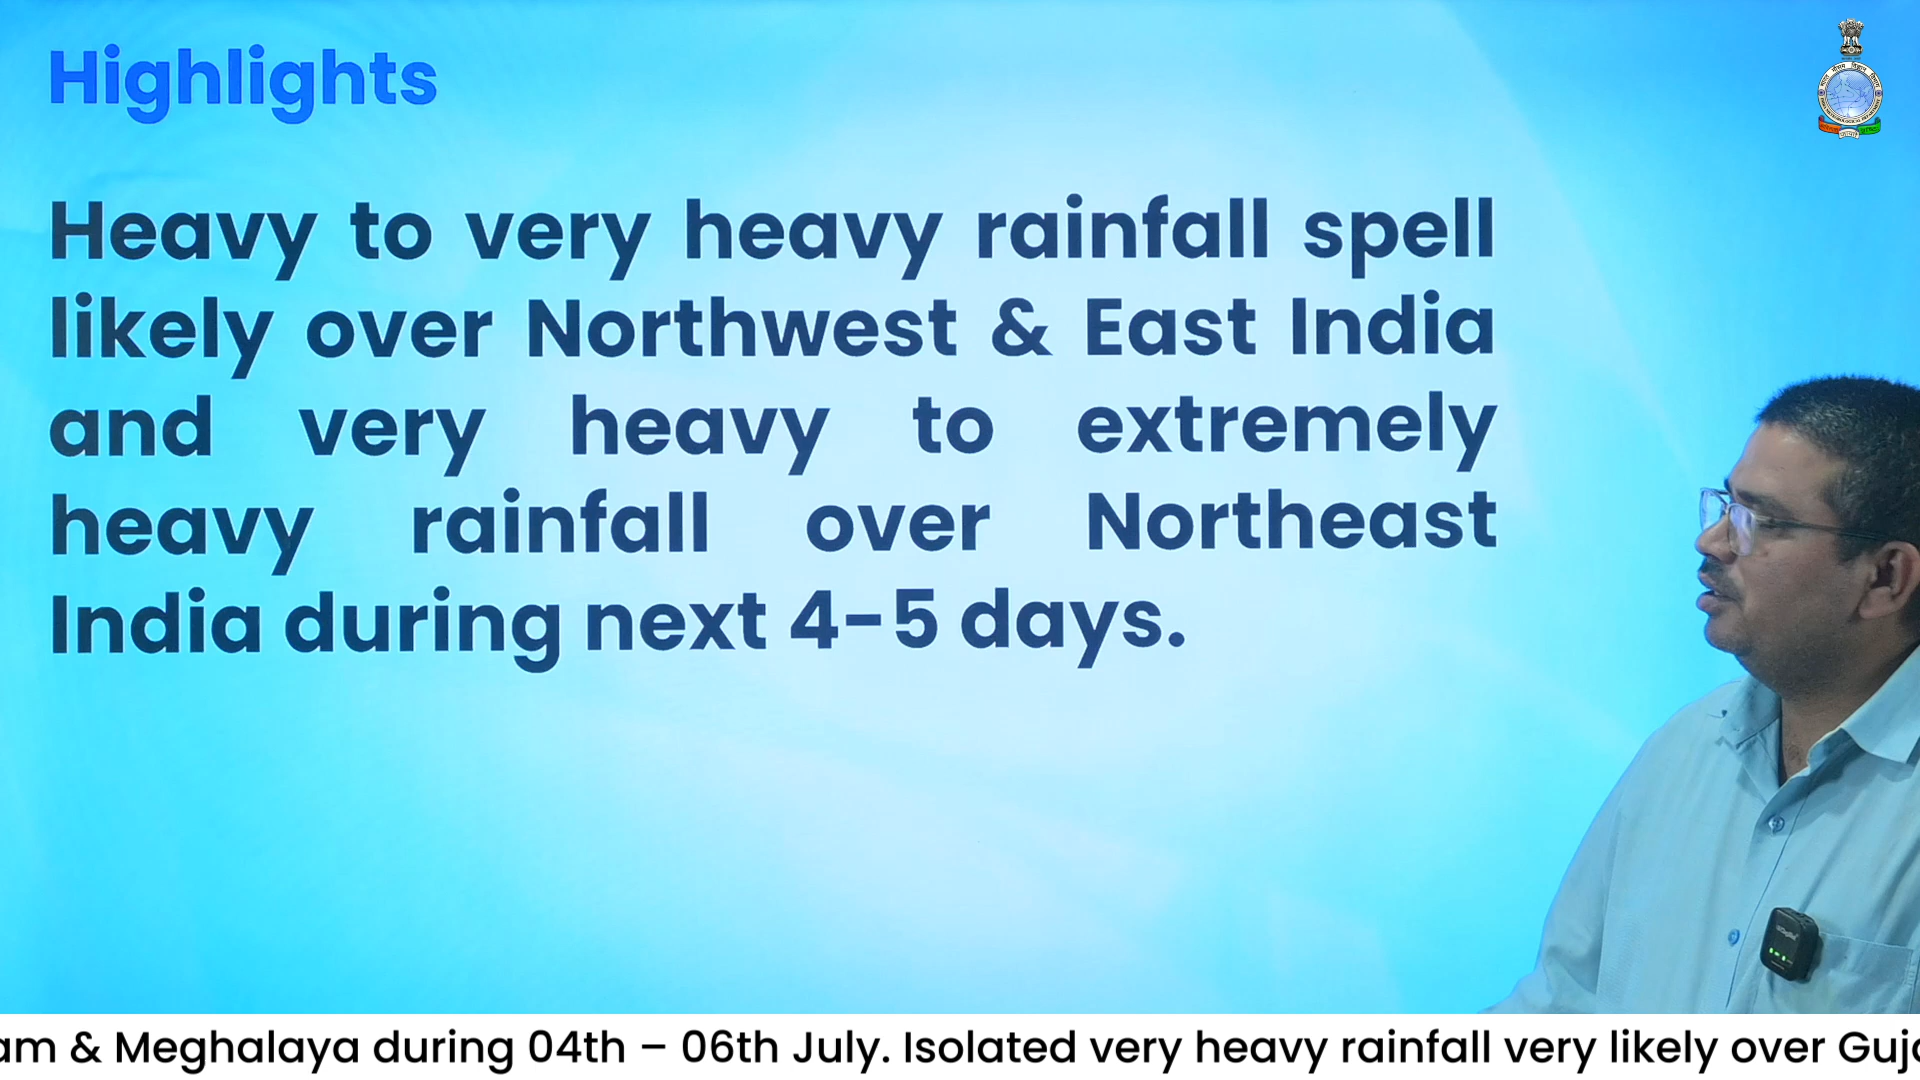 Highlights
Heavy to very heavy rainfall spell
likely over Northwest & East India
and very heavy to extremely
heavy rainfall over Northeast
India during next 4-5 days.
& Meghalaya during 04th – 06th July. Isolated very heavy rainfall very likely over